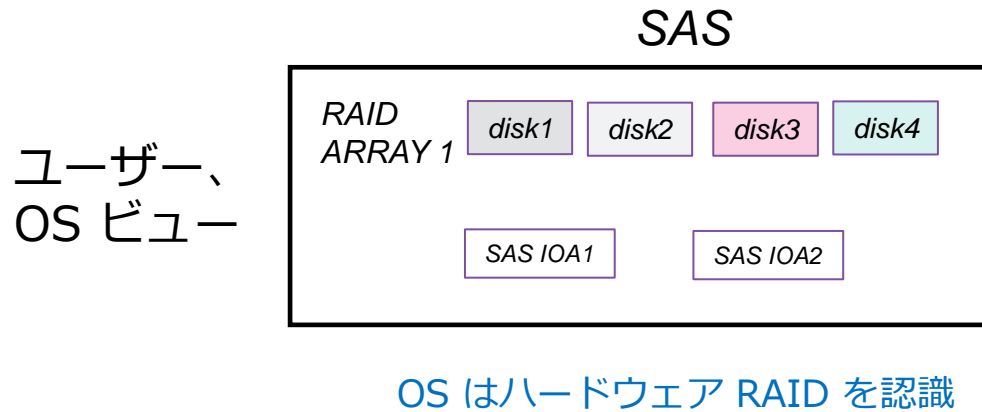 SAS
RAID
ARRAY 1
disk1 disk2 disk3 disk4
ユーザー、
OS ビュー
SAS IOA1 SAS IOA2
OS はハードウェア RAID を認識